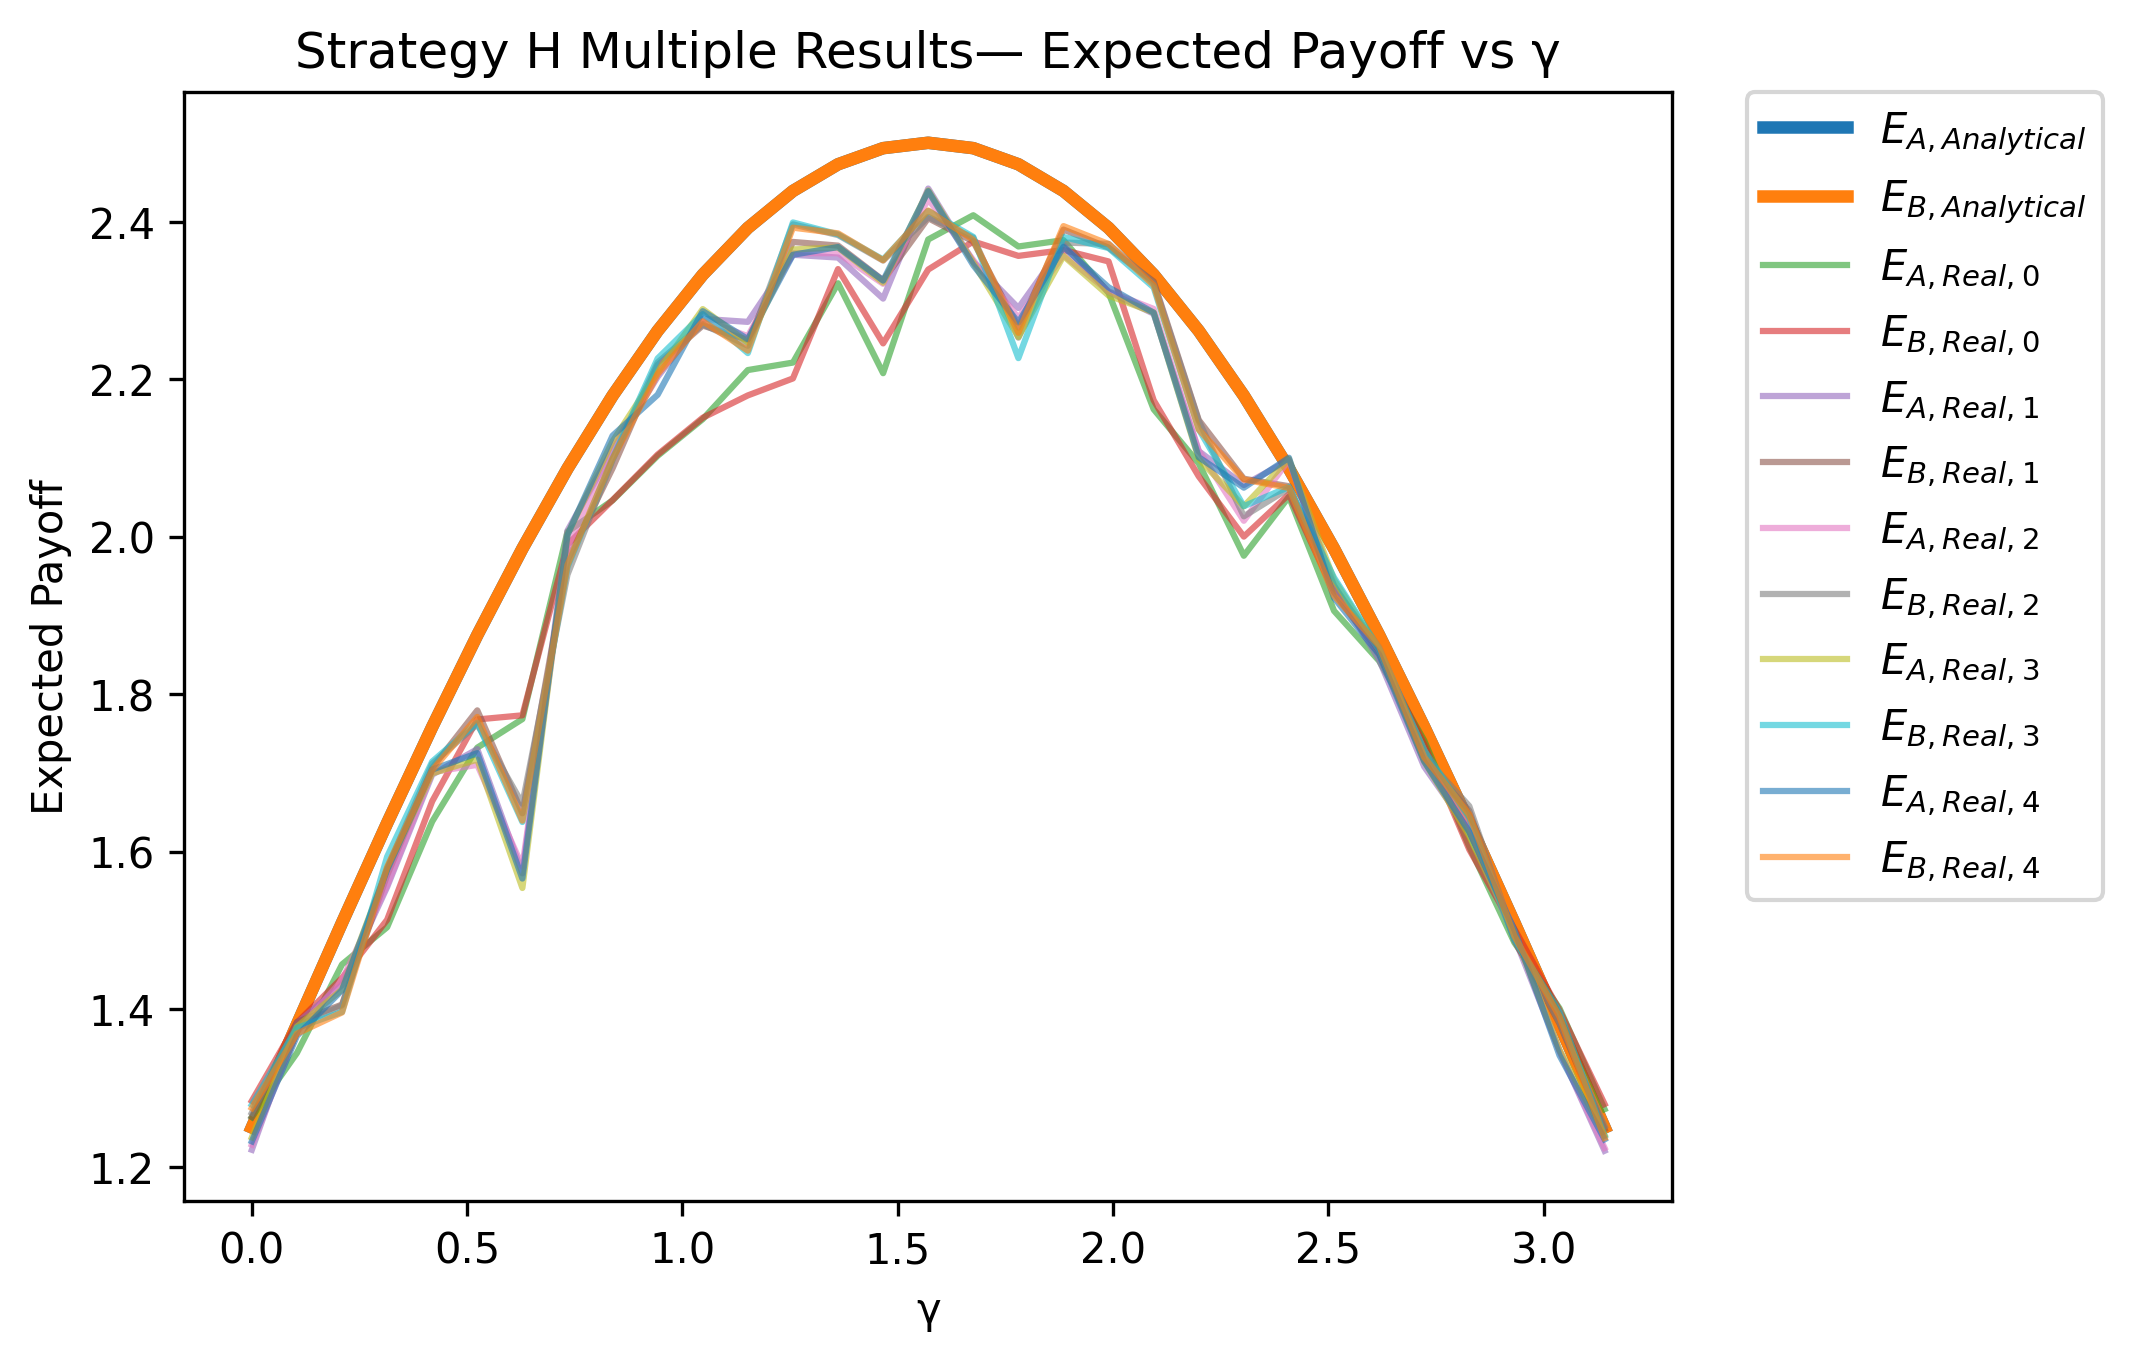 Strategy H Multiple Results— Expected Payoff vs γ
Expected Payoff
2.4
2.2
2.0
1.8
1.6
1.4
1.2
0.0 0.5 1.0 1.5 2.0 2.5 3.0
γ
E_{A, Analytical}
E_{B, Analytical}
E_{A, Real, 0}
E_{B, Real, 0}
E_{A, Real, 1}
E_{B, Real, 1}
E_{A, Real, 2}
E_{B, Real, 2}
E_{A, Real, 3}
E_{B, Real, 3}
E_{A, Real, 4}
E_{B, Real, 4}